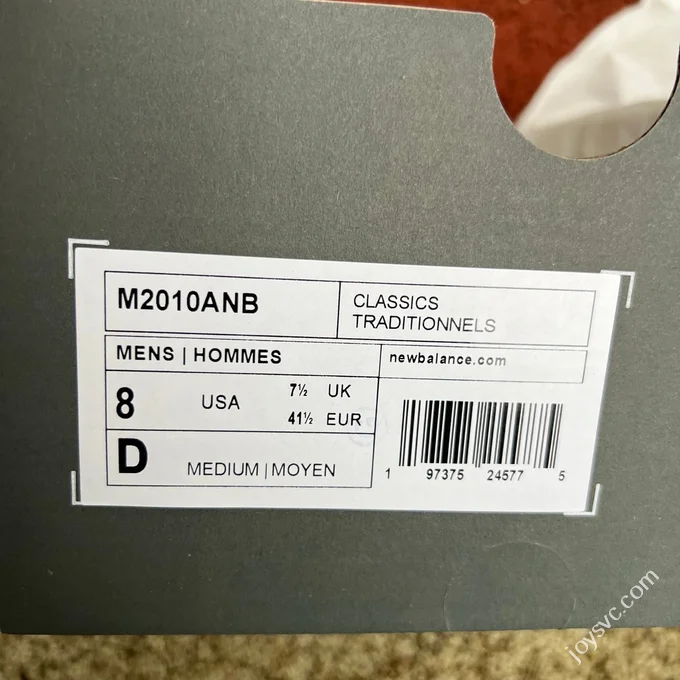 M2010ANB
CLASSICS
TRADITIONNELS
MENS | HOMMES
newbalance.com
8 USA 7½ UK
41½ EUR
D MEDIUM | MOYEN
1 97375 24577 5
joysvc.com